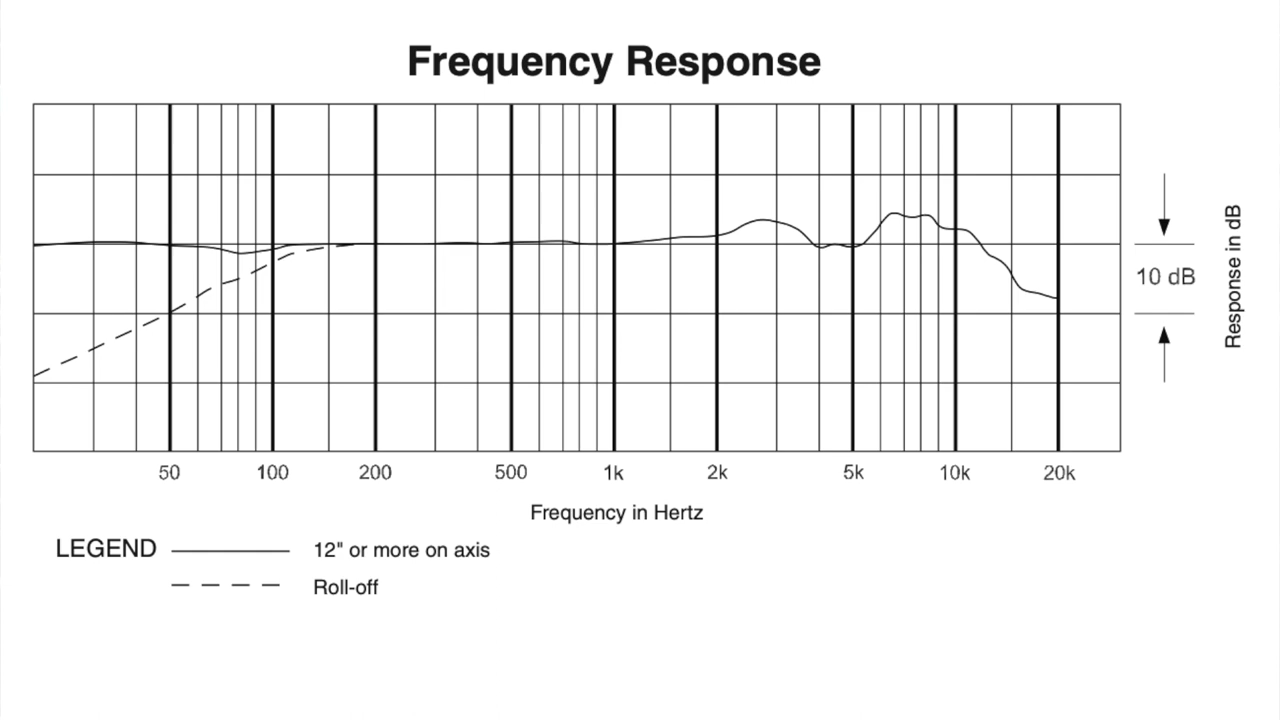 Frequency Response
10 dB
Response in dB
50 100 200 500 1k 2k 5k 10k 20k
Frequency in Hertz
LEGEND 12" or more on axis
Roll-off